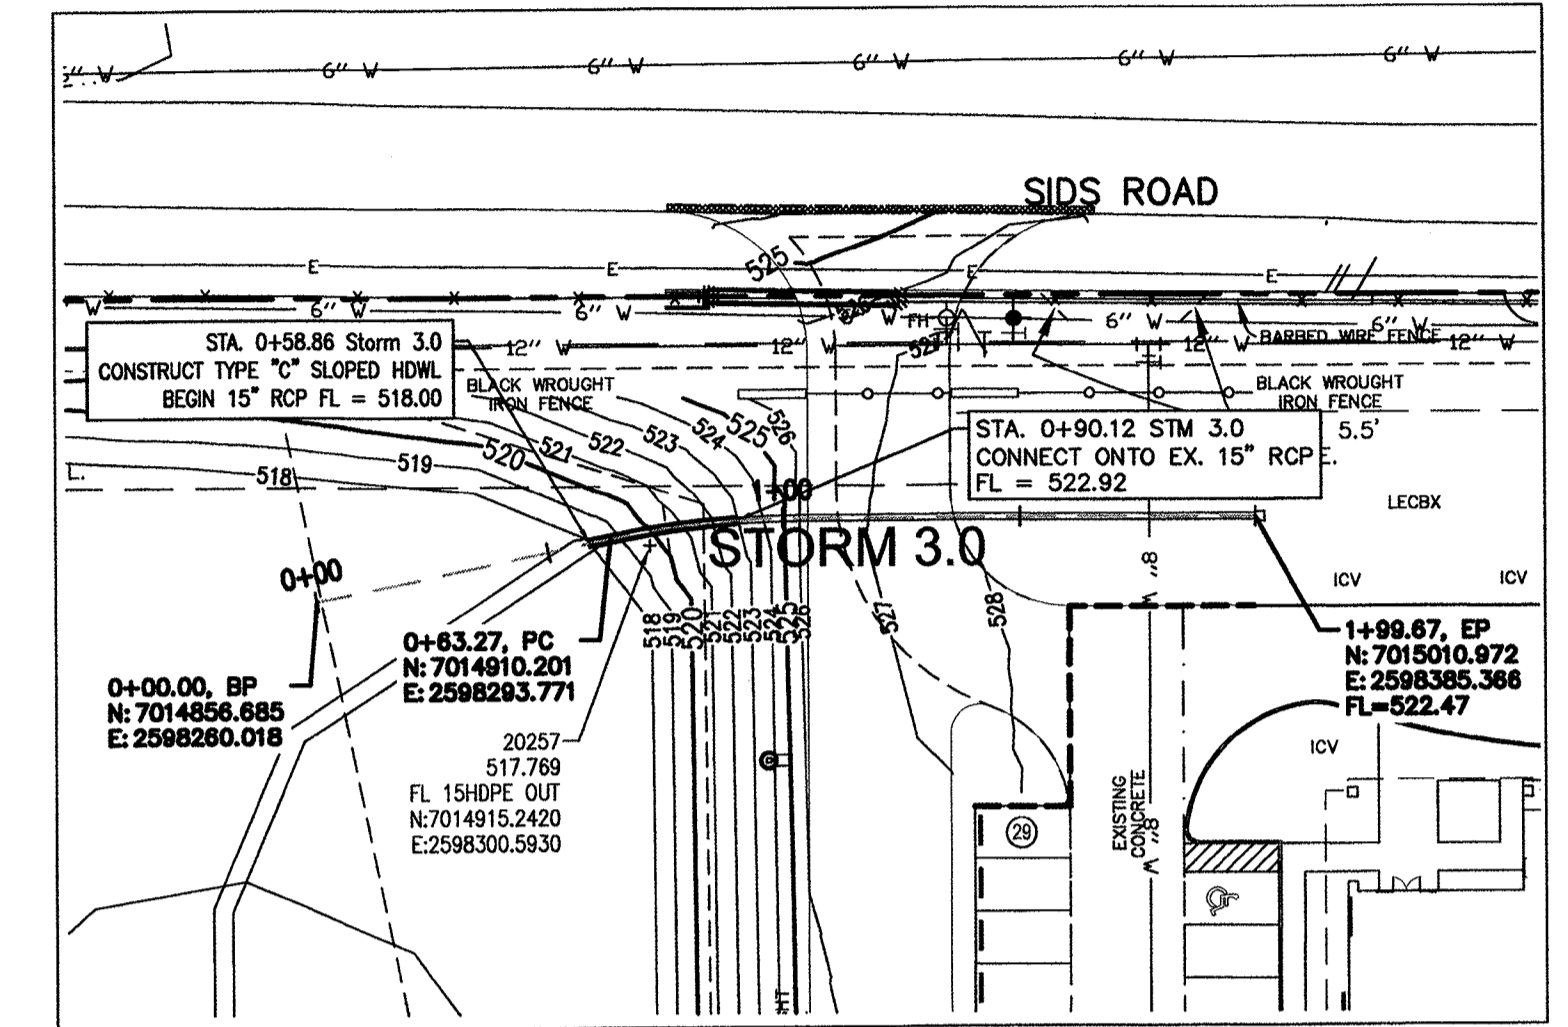 6" W
6" W
6" W
6" W
6" W
6" W
SIDS ROAD
525
E
E
E
E
W
6" W
6" W
W
FH
6" W
6" W
BARBED WIRE FENCE
12" W
12" W
12" W
12" W
527
STA. 0+58.86 Storm 3.0
CONSTRUCT TYPE "C" SLOPED HDWL
BEGIN 15" RCP FL = 518.00
BLACK WROUGHT
IRON FENCE
BLACK WROUGHT
IRON FENCE
STA. 0+90.12 STM 3.0
CONNECT ONTO EX. 15" RCP
FL = 522.92
5.5'
E.
L.
518
519
520
521
522
523
524
525
526
1+00
LECBX
STORM 3.0
0+00
ICV
ICV
8" W
518
519
520
521
522
523
524
525
526
527
528
0+63.27, PC
N: 7014910.201
E: 2598293.771
0+00.00, BP
N: 7014856.685
E: 2598260.018
1+99.67, EP
N: 7015010.972
E: 2598385.366
FL=522.47
20257
517.769
FL 15HDPE OUT
N:7014915.2420
E:2598300.5930
ICV
EXISTING
CONCRETE
8" W
29